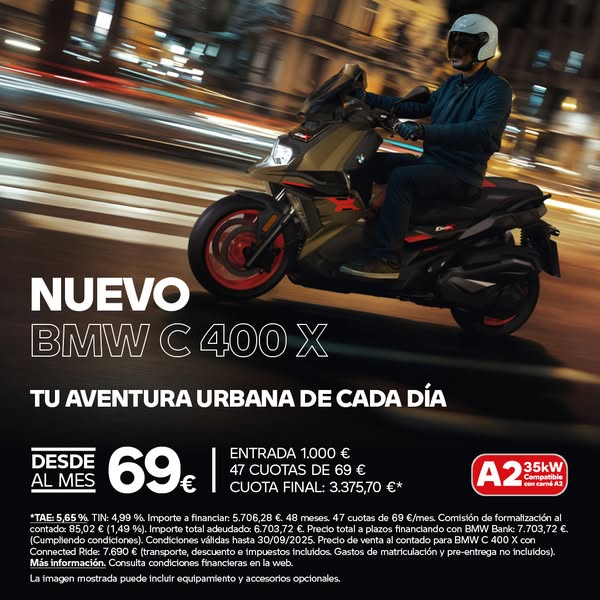 NUEVO
BMW C 400 X
TU AVENTURA URBANA DE CADA DÍA
DESDE
AL MES
69€
ENTRADA 1.000 €
47 CUOTAS DE 69 €
CUOTA FINAL: 3.375,70 €*
A2
35kW
Compatible
con carné A2
*TAE: 5,65 %. TIN: 4,99 %. Importe a financiar: 5.706,28 €. 48 meses. 47 cuotas de 69 €/mes. Comisión de formalización al
contado: 85,02 € (1,49 %). Importe total adeudado: 6.703,72 €. Precio total a plazos financiando con BMW Bank: 7.703,72 €.
(Cumpliendo condiciones). Condiciones válidas hasta 30/09/2025. Precio de venta al contado para BMW C 400 X con
Connected Ride: 7.690 € (transporte, descuento e impuestos incluidos. Gastos de matriculación y pre-entrega no incluidos).
Más información. Consulta condiciones financieras en la web.
La imagen mostrada puede incluir equipamiento y accesorios opcionales.